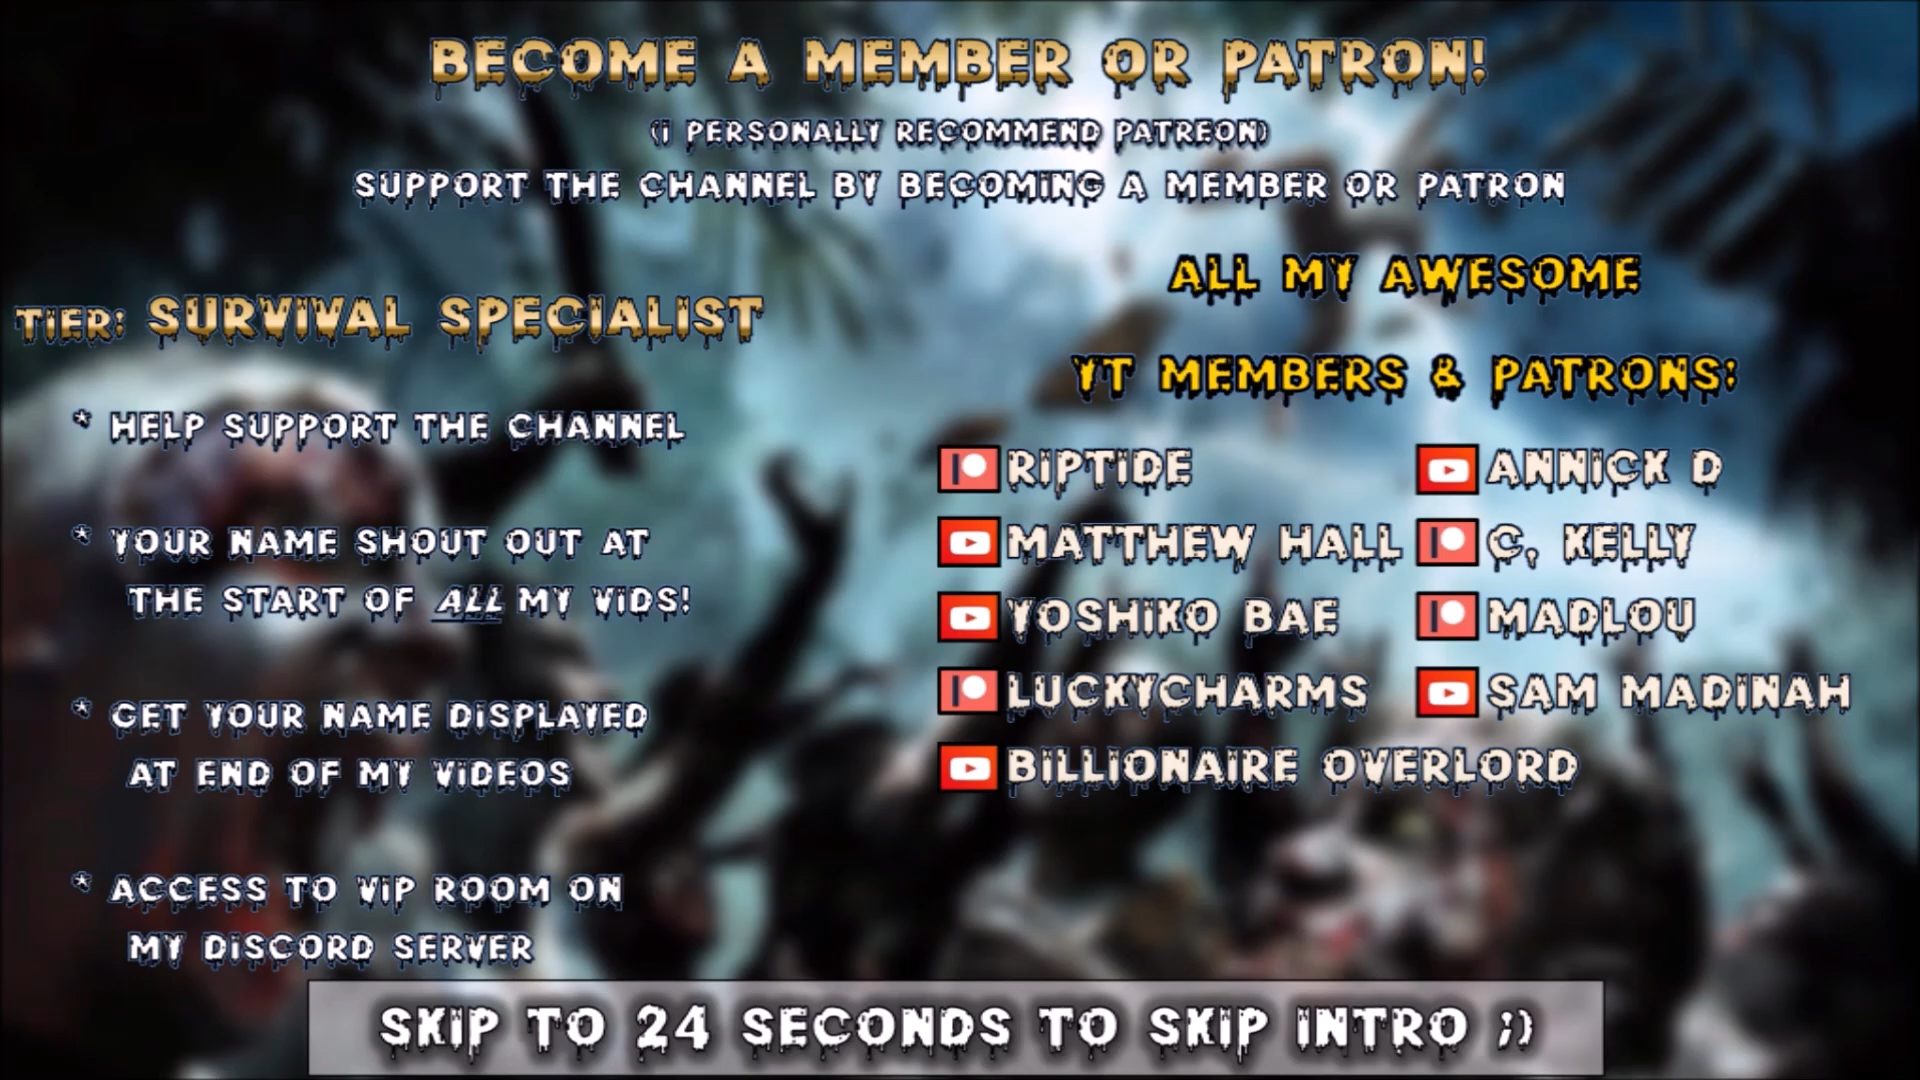 BECOME A MEMBER OR PATRON!
(I PERSONALLY RECOMMEND PATREON)
SUPPORT THE CHANNEL BY BECOMING A MEMBER OR PATRON
TIER: SURVIVAL SPECIALIST
* HELP SUPPORT THE CHANNEL
* YOUR NAME SHOUT OUT AT
THE START OF ALL MY VIDS!
* GET YOUR NAME DISPLAYED
AT END OF MY VIDEOS
* ACCESS TO VIP ROOM ON
MY DISCORD SERVER
ALL MY AWESOME
YT MEMBERS & PATRONS:
RIPTIDE
ANNICK D
MATTHEW HALL
C, KELLY
YOSHIKO BAE
MADLOU
LUCKYCHARMS
SAM MADINAH
BILLIONAIRE OVERLORD
SKIP TO 24 SECONDS TO SKIP INTRO ;)